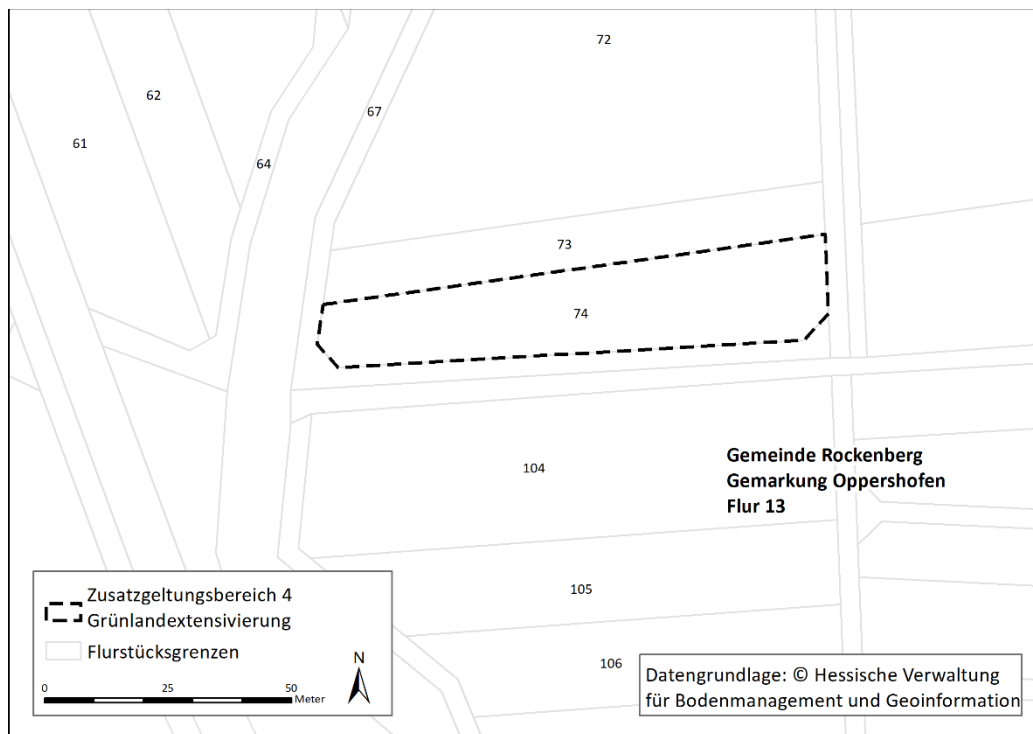 72
62
67
61
64
73
74
104
Gemeinde Rockenberg
Gemarkung Oppershofen
Flur 13
105
106
Zusatzgeltungsbereich 4
Grünlandextensivierung
Flurstücksgrenzen
N
0 25 50
Meter
Datengrundlage: © Hessische Verwaltung
für Bodenmanagement und Geoinformation